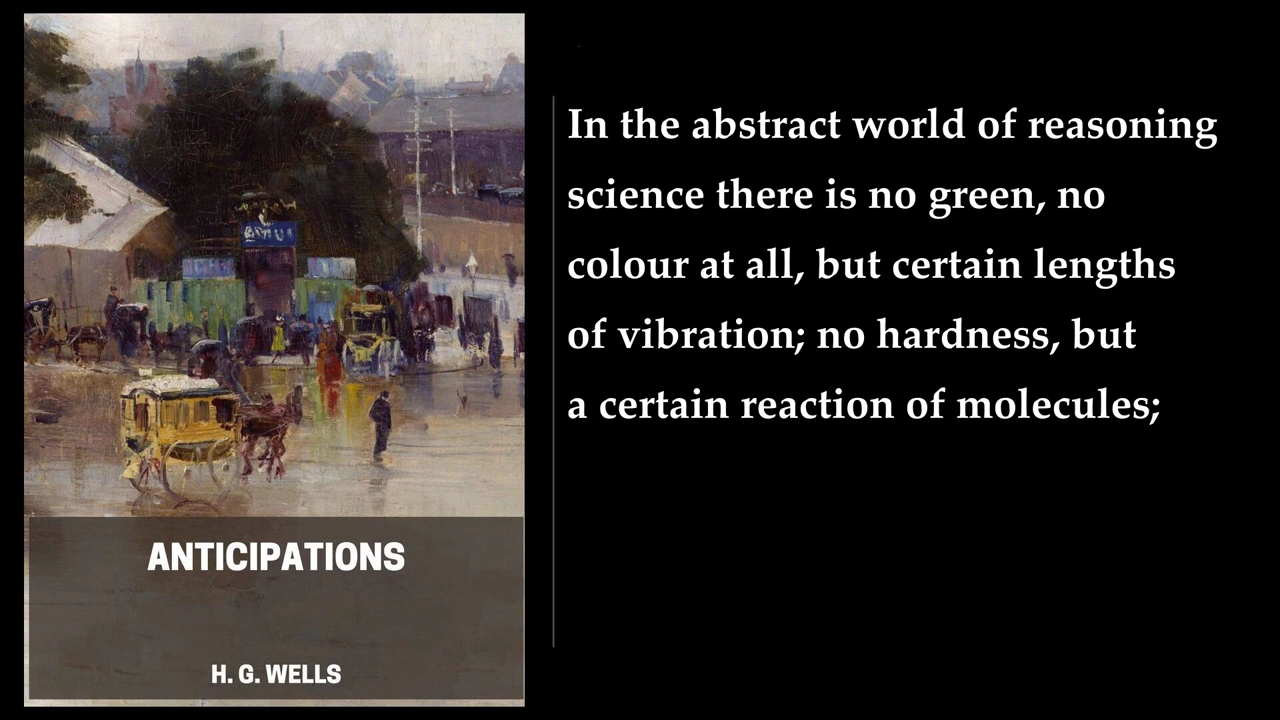 ANTICIPATIONS
H. G. WELLS
In the abstract world of reasoning
science there is no green, no
colour at all, but certain lengths
of vibration; no hardness, but
a certain reaction of molecules;